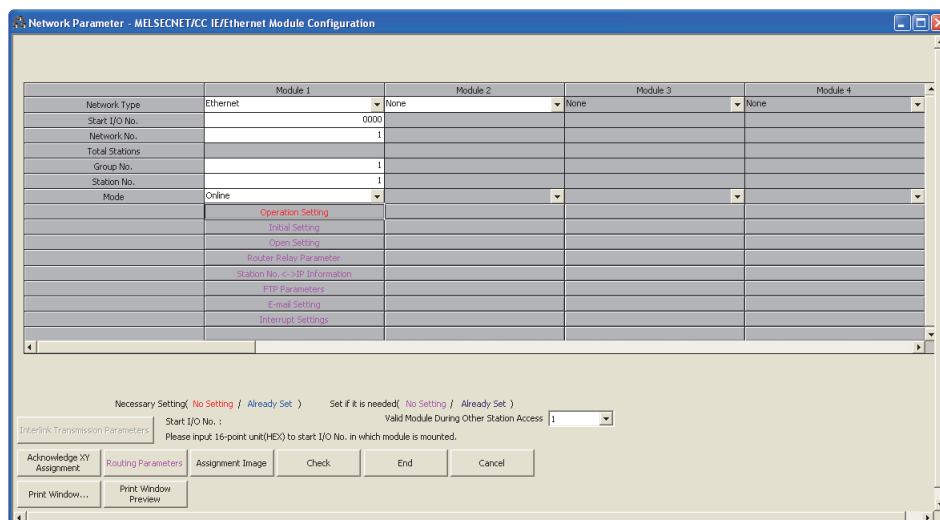 Network Parameter - MELSECNET/CC IE/Ethernet Module Configuration
Module 1 Module 2 Module 3 Module 4
Network Type Ethernet None None None
Start I/O No. 0000
Network No. 1
Total Stations
Group No. 1
Station No. 1
Mode Online
Operation Setting
Initial Setting
Open Setting
Router Relay Parameter
Station No. <->IP Information
FTP Parameters
E-mail Setting
Interrupt Settings
Necessary Setting( No Setting / Already Set ) Set if it is needed( No Setting / Already Set )
Interlink Transmission Parameters
Start I/O No. : Valid Module During Other Station Access 1
Please input 16-point unit(HEX) to start I/O No. in which module is mounted.
Acknowledge XY Assignment Routing Parameters Assignment Image Check End Cancel
Print Window... Print Window Preview